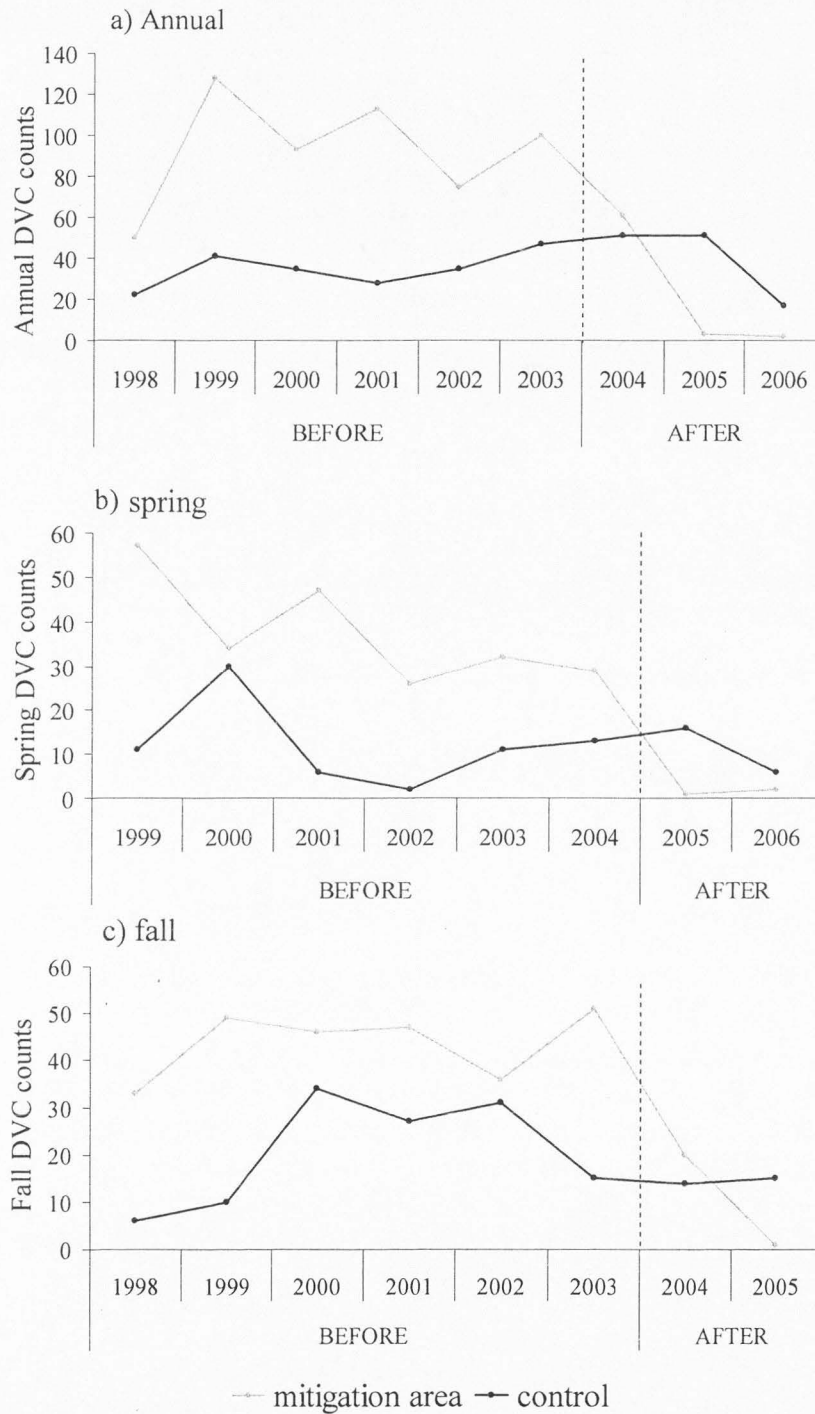 a) Annual
140
120
100
80
60
40
20
0
Annual DVC counts
1998 1999 2000 2001 2002 2003 2004 2005 2006
BEFORE AFTER
b) spring
60
50
40
30
20
10
0
Spring DVC counts
1999 2000 2001 2002 2003 2004 2005 2006
BEFORE AFTER
c) fall
60
50
40
30
20
10
0
Fall DVC counts
1998 1999 2000 2001 2002 2003 2004 2005
BEFORE AFTER
mitigation area control